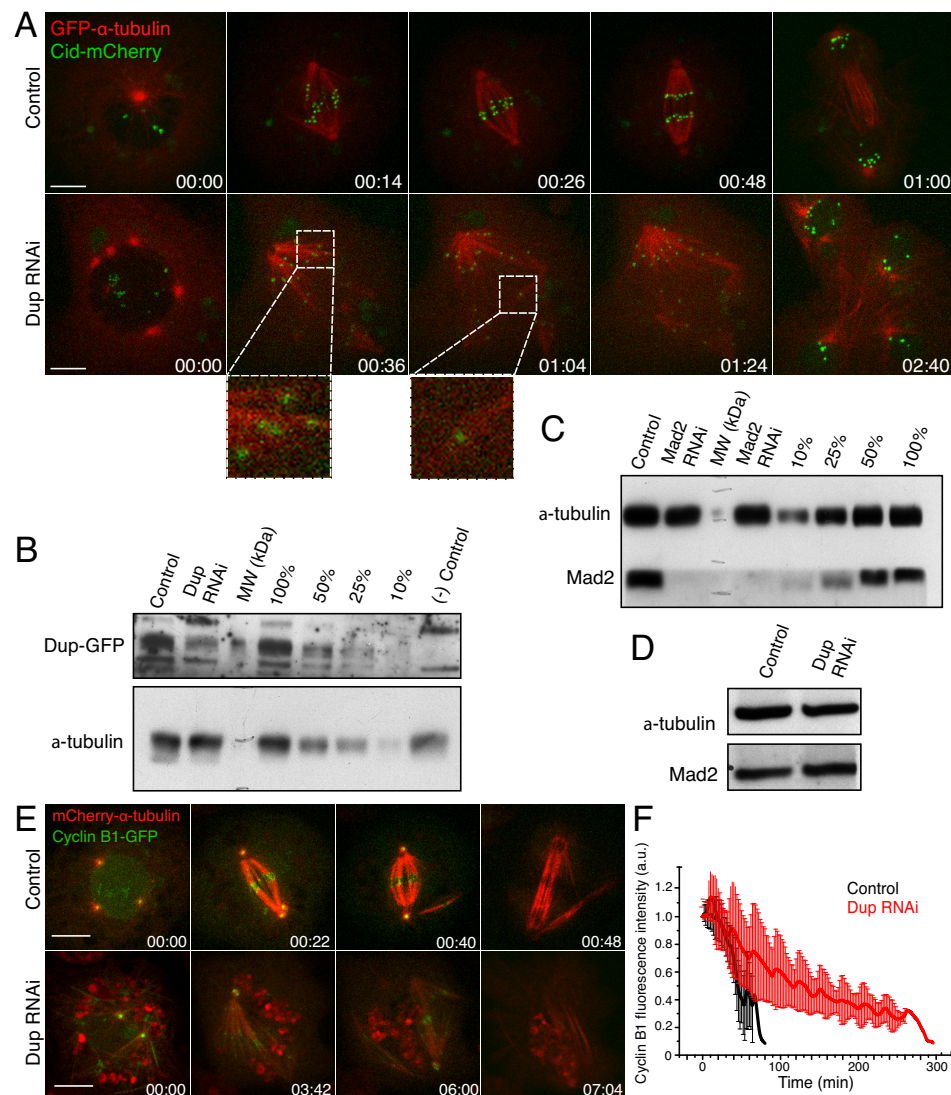 A
GFP-α-tubulin
Cid-mCherry
Control
00:00
00:14
00:26
00:48
01:00
Dup RNAi
00:00
00:36
01:04
01:24
02:40
B
Control
Dup
RNAi
MW (kDa)
100%
50%
25%
10%
(-) Control
Dup-GFP
a-tubulin
C
Control
Mad2
RNAi
MW (kDa)
Mad2
RNAi
10%
25%
50%
100%
a-tubulin
Mad2
D
Control
Dup
RNAi
a-tubulin
Mad2
E
mCherry-α-tubulin
Cyclin B1-GFP
Control
00:00
00:22
00:40
00:48
Dup RNAi
00:00
03:42
06:00
07:04
F
Cyclin B1 fluorescence intensity (a.u.)
Control
Dup RNAi
1.2
1.0
0.8
0.6
0.4
0.2
0
100
200
300
Time (min)